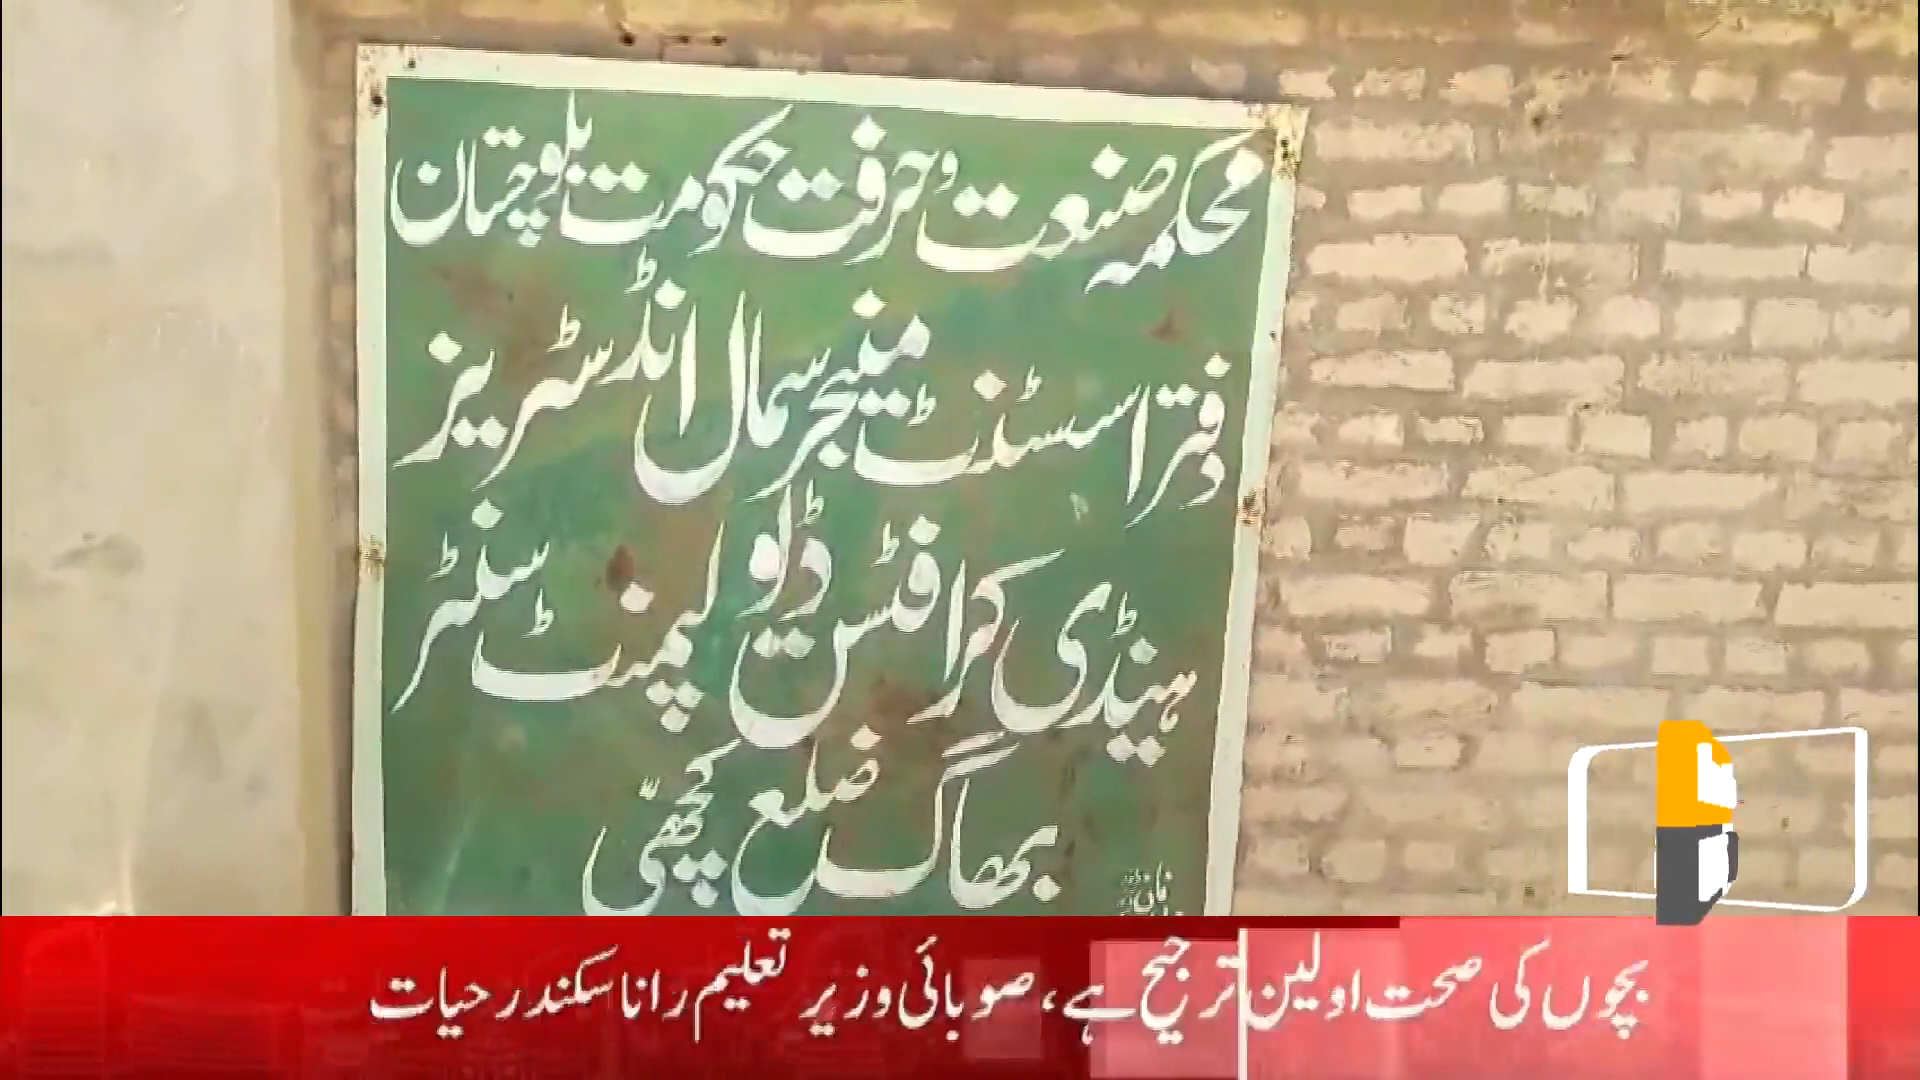 محکمہ صنعت و حرفت حکومت بلوچستان
دفتر اسسٹنٹ منیجر سمال انڈسٹریز
ہینڈی کرافٹس ڈیولپمنٹ سنٹر
بھاگ ضلع کچھی
فانی
بچوں کی صحت اولین ترجیح ہے، صوبائی وزیر تعلیم رانا سکندر حیات